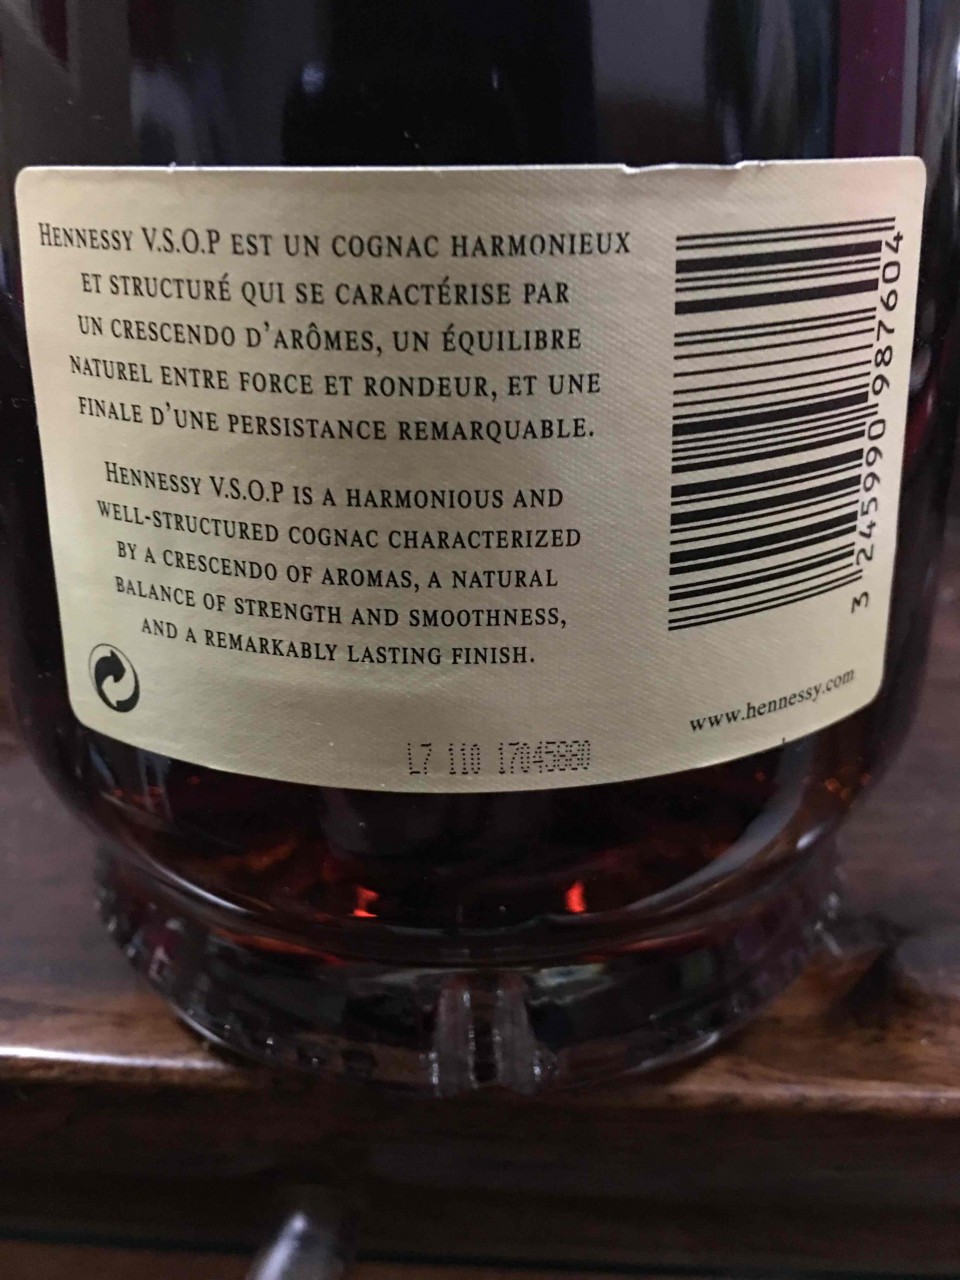 HENNESSY V.S.O.P EST UN COGNAC HARMONIEUX
ET STRUCTURÉ QUI SE CARACTÉRISE PAR
UN CRESCENDO D'ARÔMES, UN ÉQUILIBRE
NATUREL ENTRE FORCE ET RONDEUR, ET UNE
FINALE D'UNE PERSISTANCE REMARQUABLE.
HENNESSY V.S.O.P IS A HARMONIOUS AND
WELL-STRUCTURED COGNAC CHARACTERIZED
BY A CRESCENDO OF AROMAS, A NATURAL
BALANCE OF STRENGTH AND SMOOTHNESS,
AND A REMARKABLY LASTING FINISH.
3 245990 987604
www.hennessy.com
L7 110 17045880